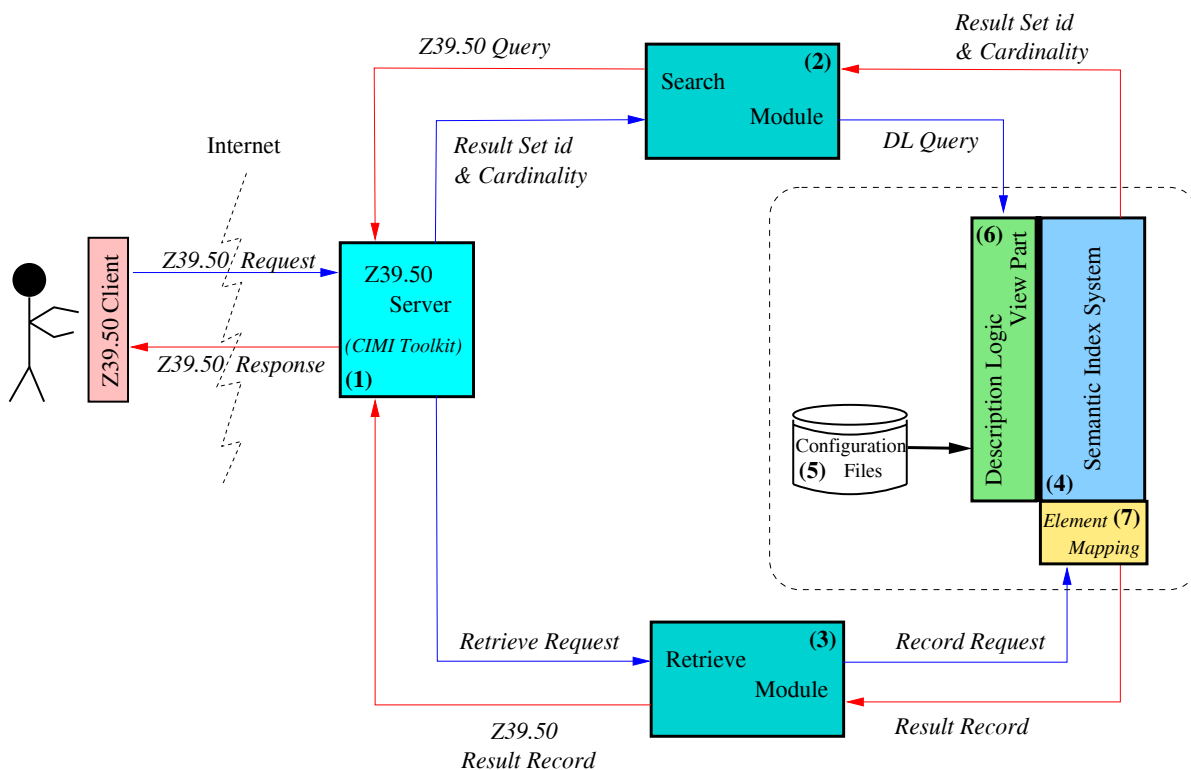 Z39.50 Query
Result Set id
& Cardinality
(2)
Search
Module
Internet
Result Set id
& Cardinality
DL Query
(6)
Description Logic
View Part
Semantic Index System
(4)
Z39.50 Client
Z39.50 Request
Z39.50
Server
(CIMI Toolkit)
(1)
Z39.50 Response
Configuration
(5) Files
Element (7)
Mapping
Retrieve Request
(3)
Retrieve
Module
Record Request
Z39.50
Result Record
Result Record